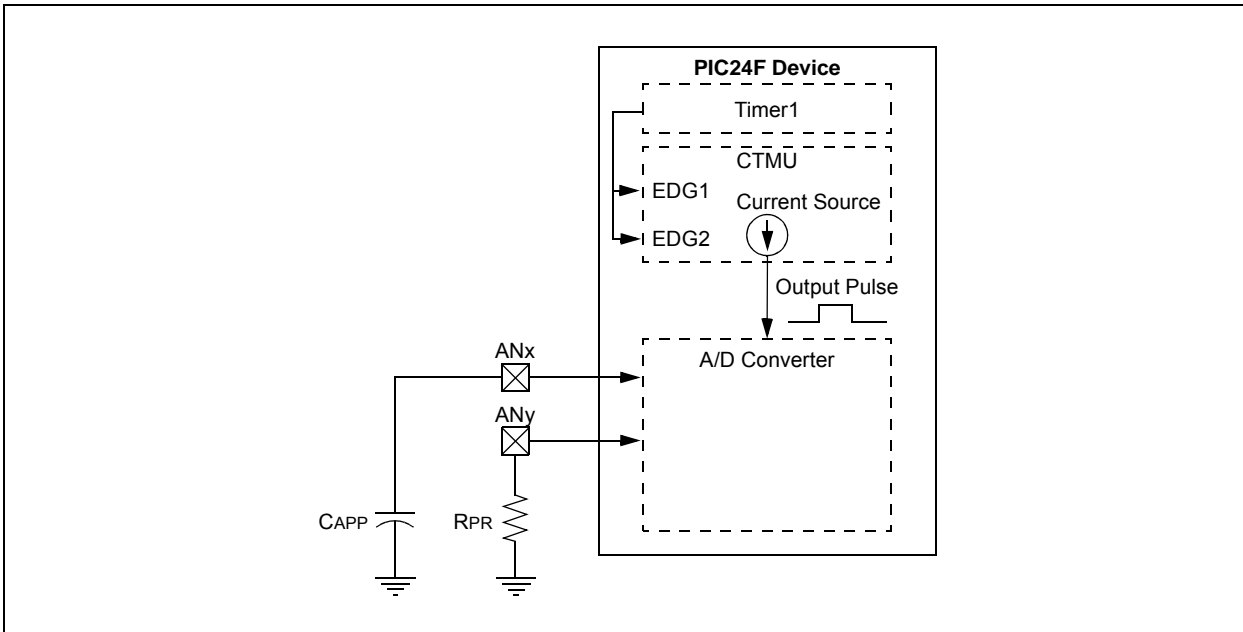 PIC24F Device
Timer1
CTMU
EDG1
Current Source
EDG2
Output Pulse
ANx
A/D Converter
ANy
CAPP
RPR